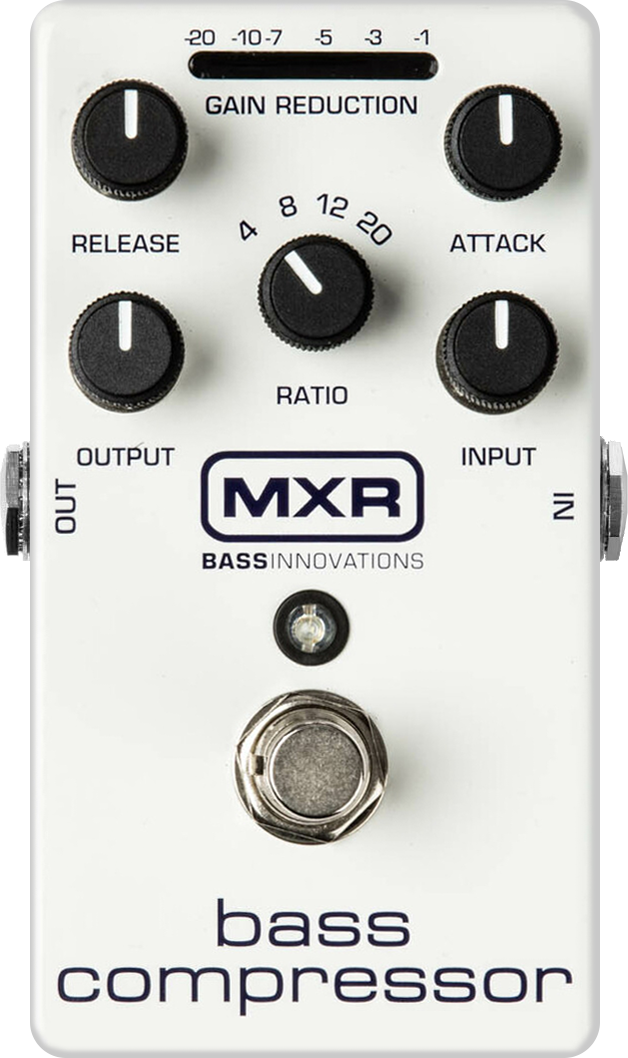 -20 -10 -7 -5 -3 -1
GAIN REDUCTION
RELEASE
ATTACK
4 8 12 20
RATIO
OUTPUT
INPUT
OUT
IN
MXR
BASSINNOVATIONS
bass
compressor